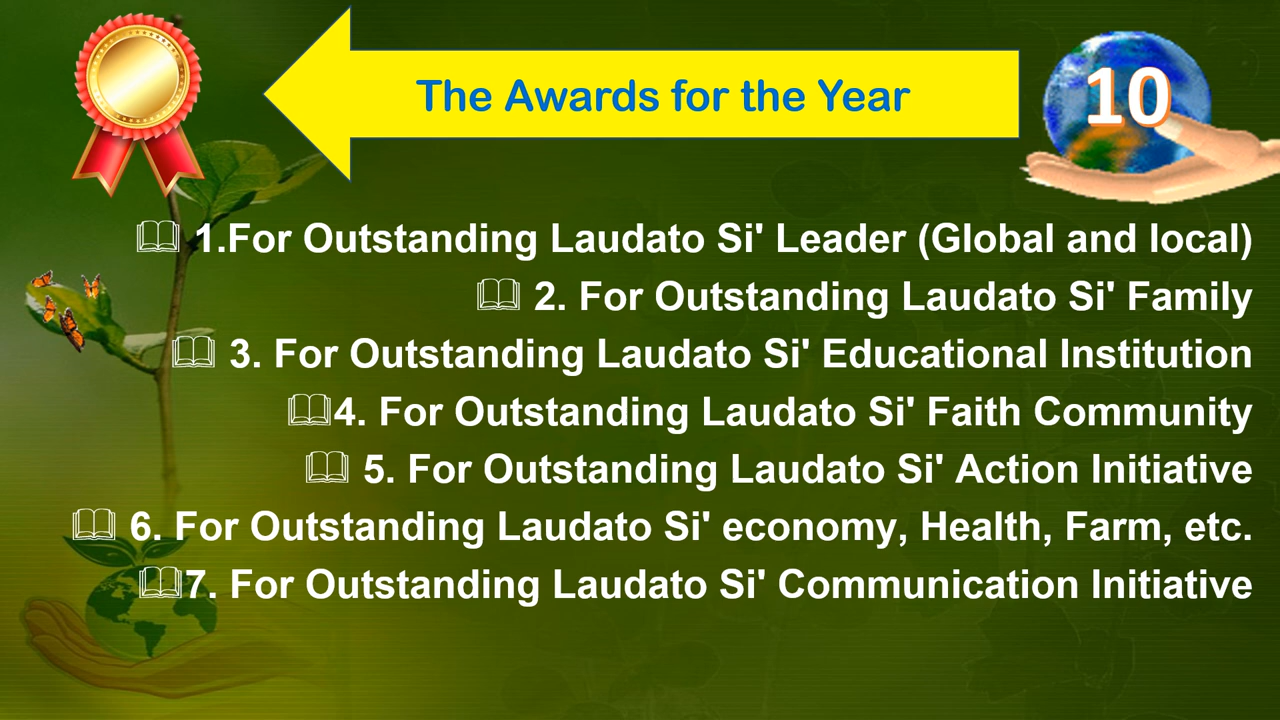 The Awards for the Year
10
1.For Outstanding Laudato Si' Leader (Global and local)
2. For Outstanding Laudato Si' Family
3. For Outstanding Laudato Si' Educational Institution
4. For Outstanding Laudato Si' Faith Community
5. For Outstanding Laudato Si' Action Initiative
6. For Outstanding Laudato Si' economy, Health, Farm, etc.
7. For Outstanding Laudato Si' Communication Initiative